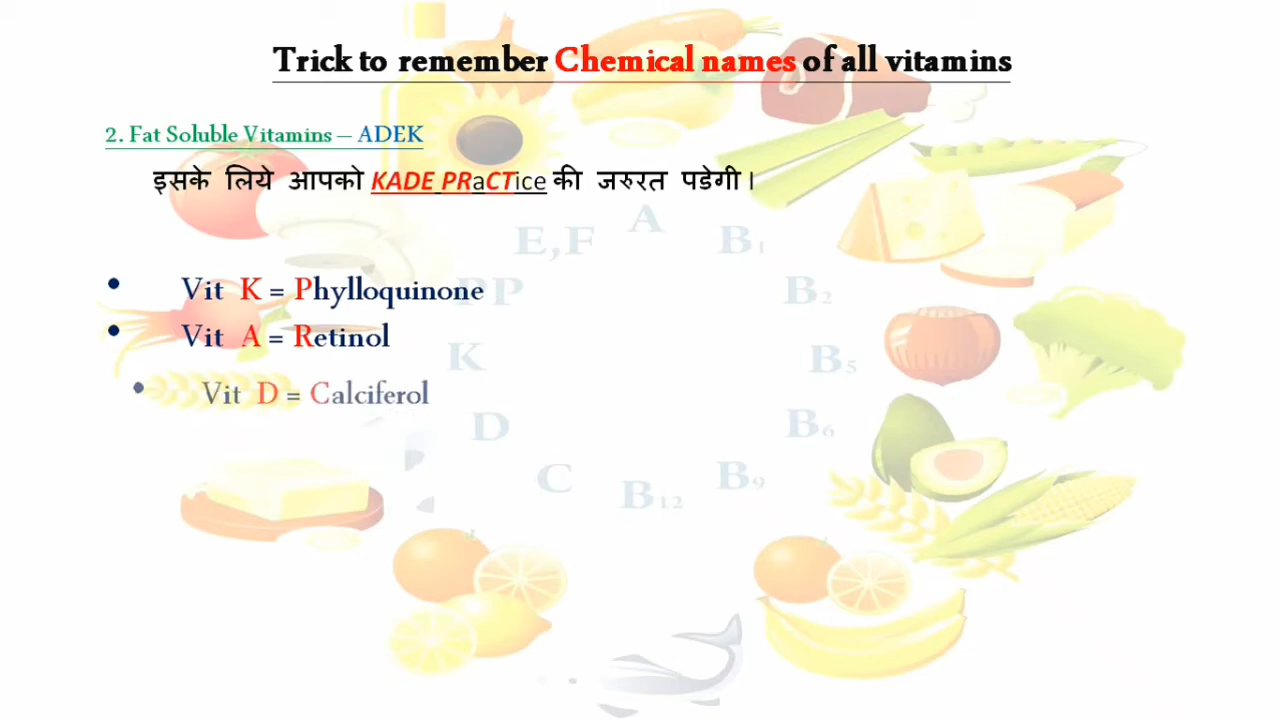 Trick to remember Chemical names of all vitamins
2. Fat Soluble Vitamins – ADEK
इसके लिये आपको KADE PRaCTice की जरुरत पडेगी ।
A
E,F
B1
PP
B2
• Vit K = Phylloquinone
• Vit A = Retinol
K
B5
• Vit D = Calciferol
D
B6
C
B12
B9